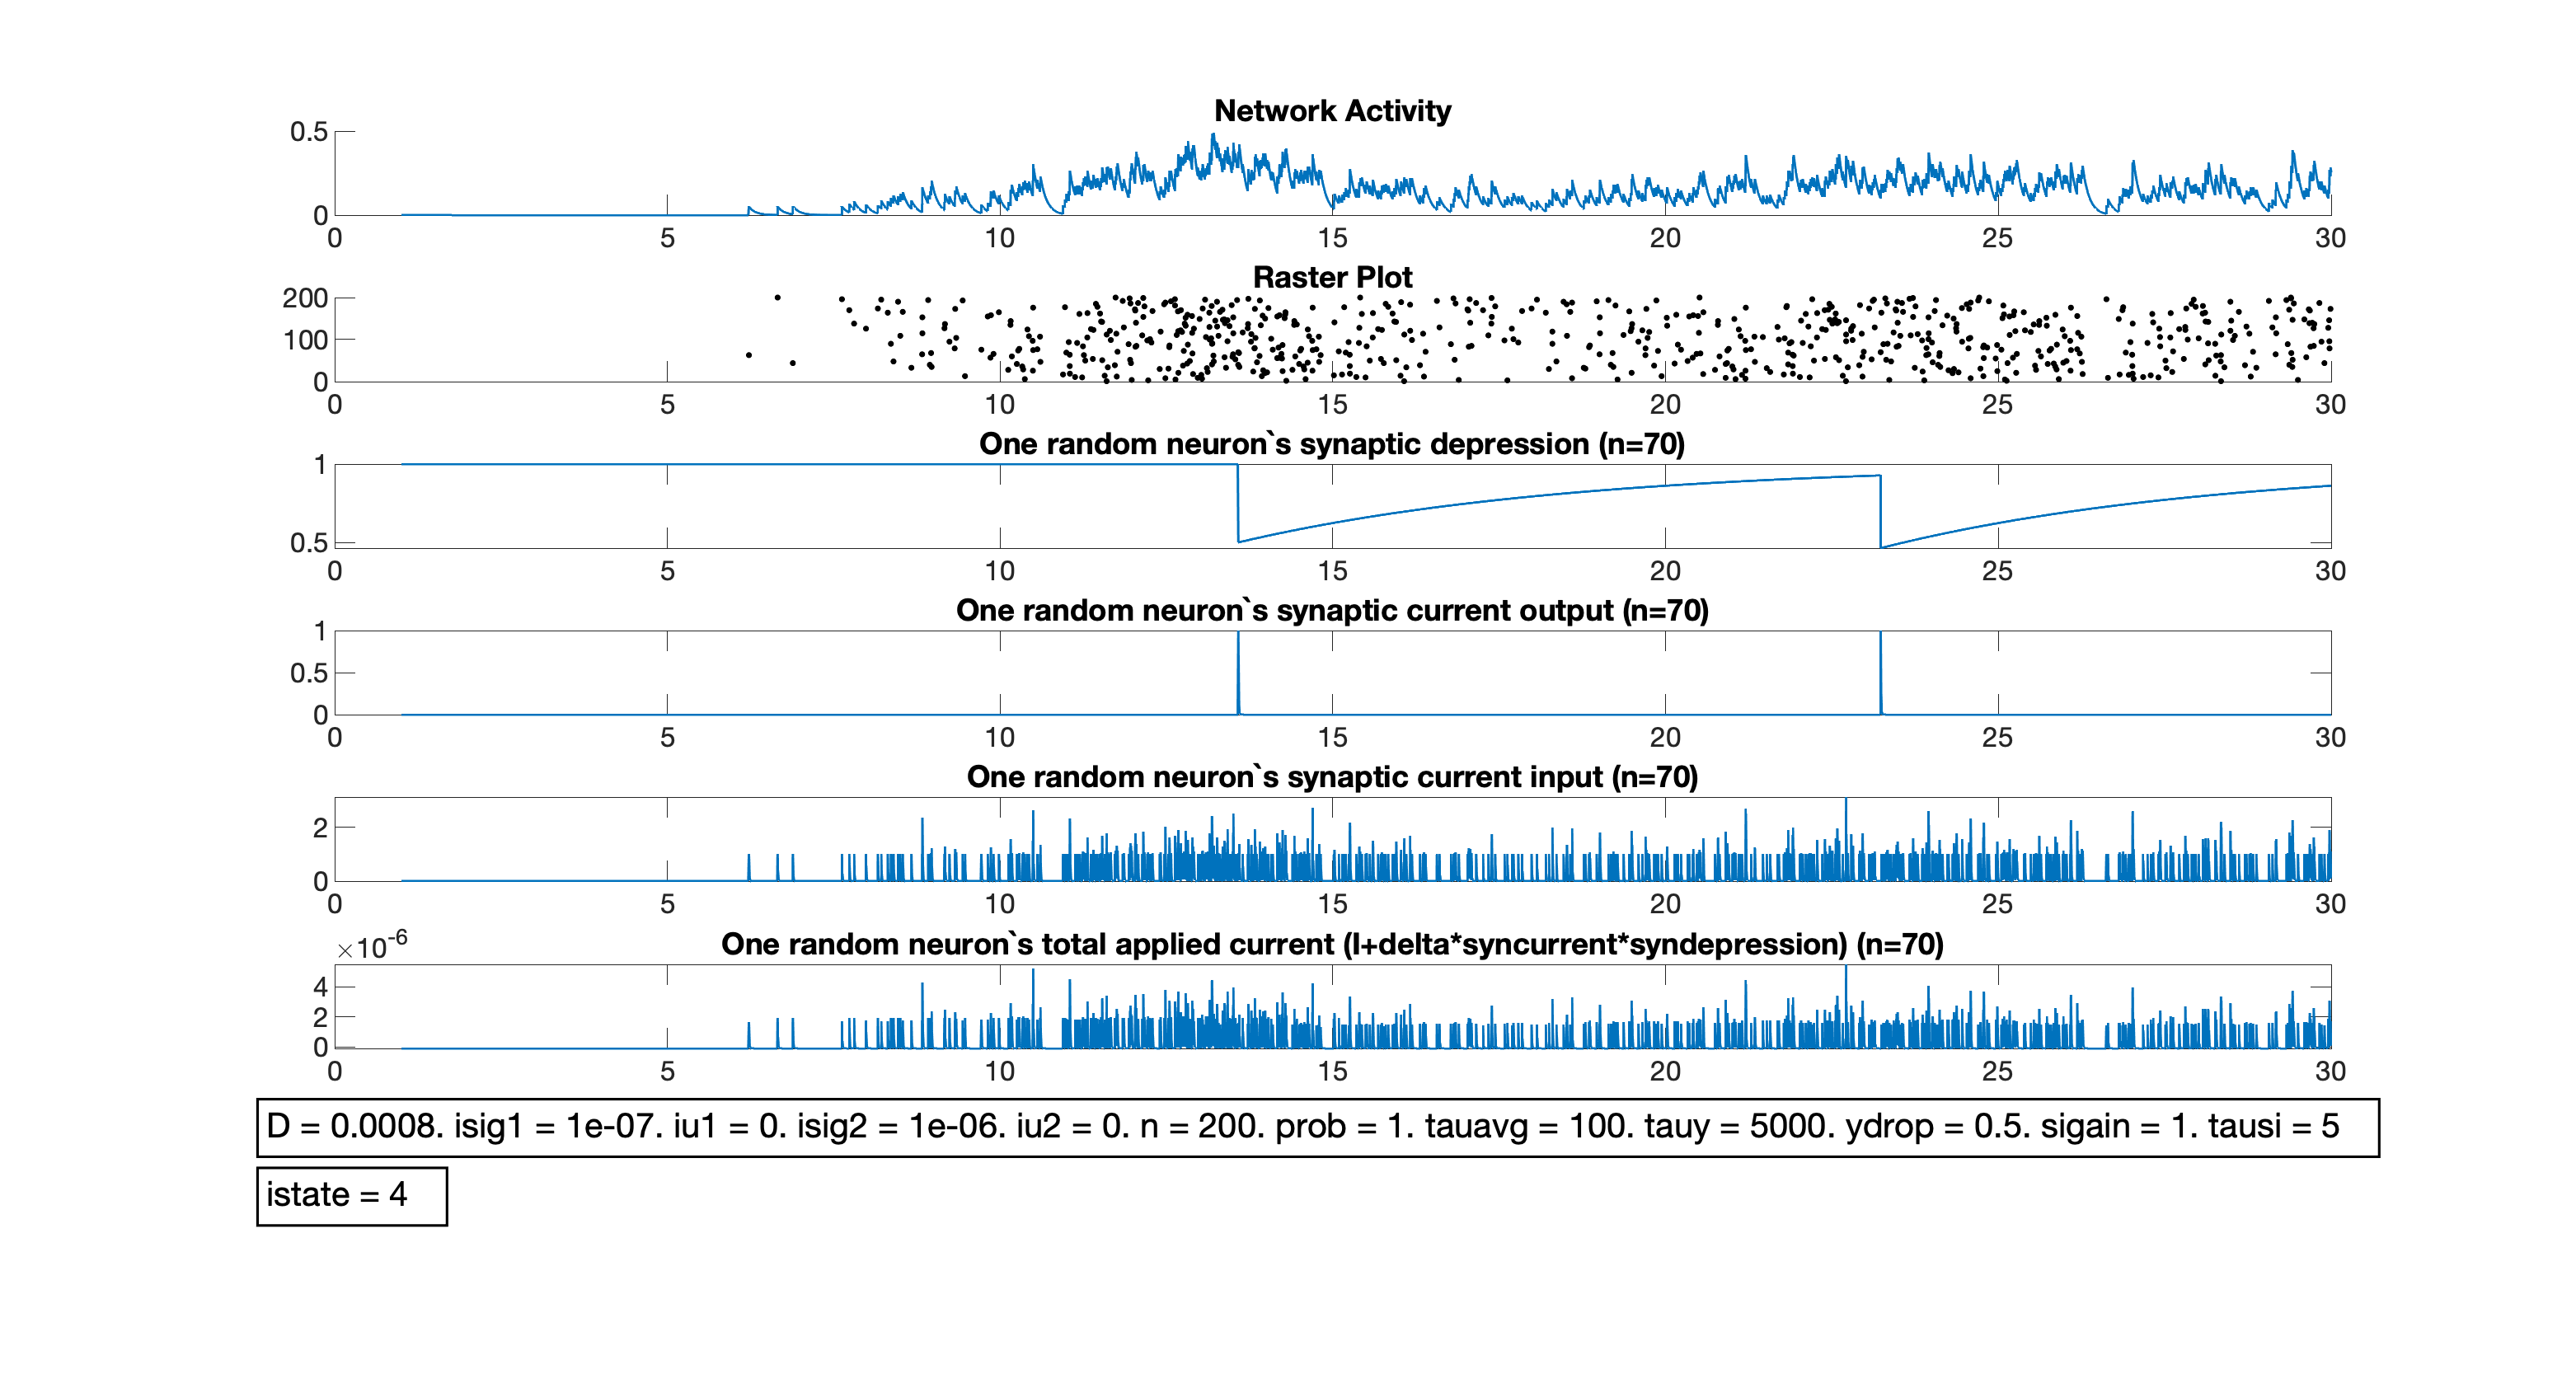 Network Activity
0.5
0
0 5 10 15 20 25 30
Raster Plot
200
100
0
0 5 10 15 20 25 30
One random neuron`s synaptic depression (n=70)
1
0.5
0 5 10 15 20 25 30
One random neuron`s synaptic current output (n=70)
1
0.5
0
0 5 10 15 20 25 30
One random neuron`s synaptic current input (n=70)
2
0
0 5 10 15 20 25 30
×10⁻⁶
One random neuron`s total applied current (I+delta*syncurrent*syndepression) (n=70)
4
2
0
0 5 10 15 20 25 30
D = 0.0008. isig1 = 1e-07. iu1 = 0. isig2 = 1e-06. iu2 = 0. n = 200. prob = 1. tauavg = 100. tauy = 5000. ydrop = 0.5. sigain = 1. tausi = 5
istate = 4